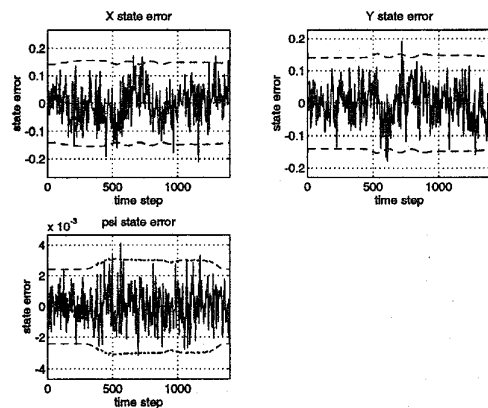 X state error
0.2
0.1
0
-0.1
-0.2
state error
0 500 1000
time step
Y state error
0.2
0.1
0
-0.1
-0.2
state error
0 500 1000
time step
x 10⁻³ psi state error
4
2
0
-2
-4
state error
0 500 1000
time step